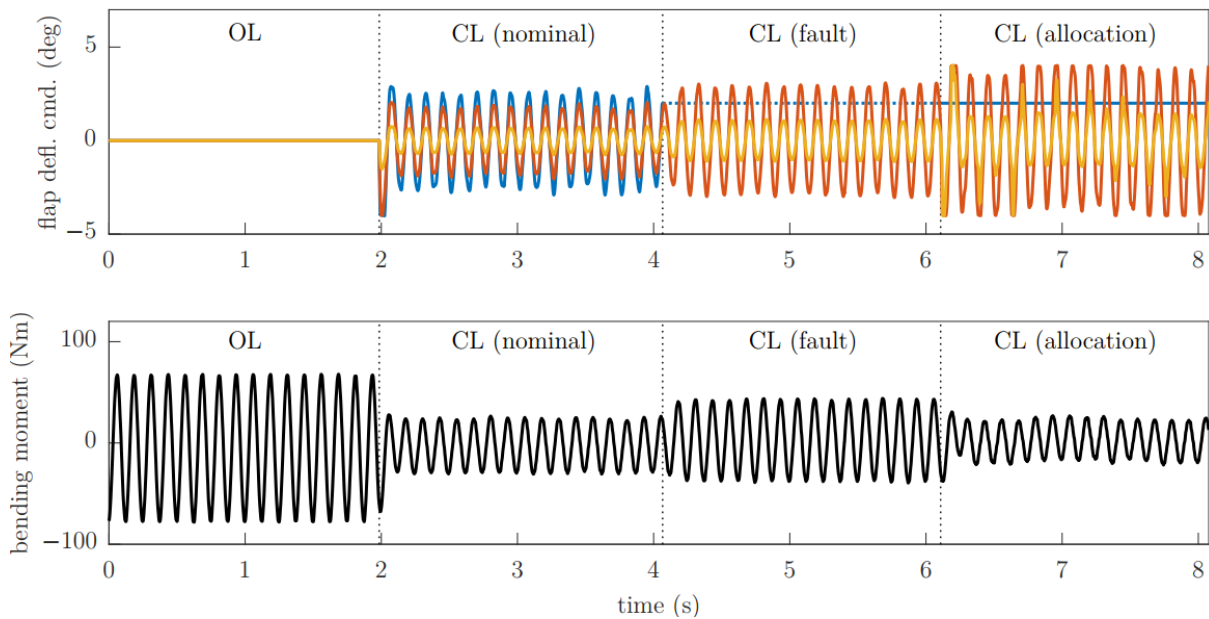 flap defl. cmd. (deg)
5
0
−5
OL
CL (nominal)
CL (fault)
CL (allocation)
0 1 2 3 4 5 6 7 8
bending moment (Nm)
100
0
−100
OL
CL (nominal)
CL (fault)
CL (allocation)
0 1 2 3 4 5 6 7 8
time (s)